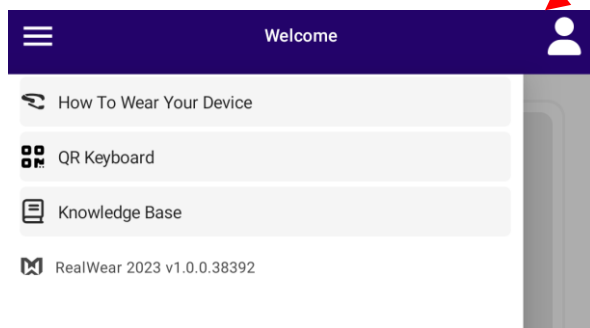 Welcome
How To Wear Your Device
QR Keyboard
Knowledge Base
RealWear 2023 v1.0.0.38392